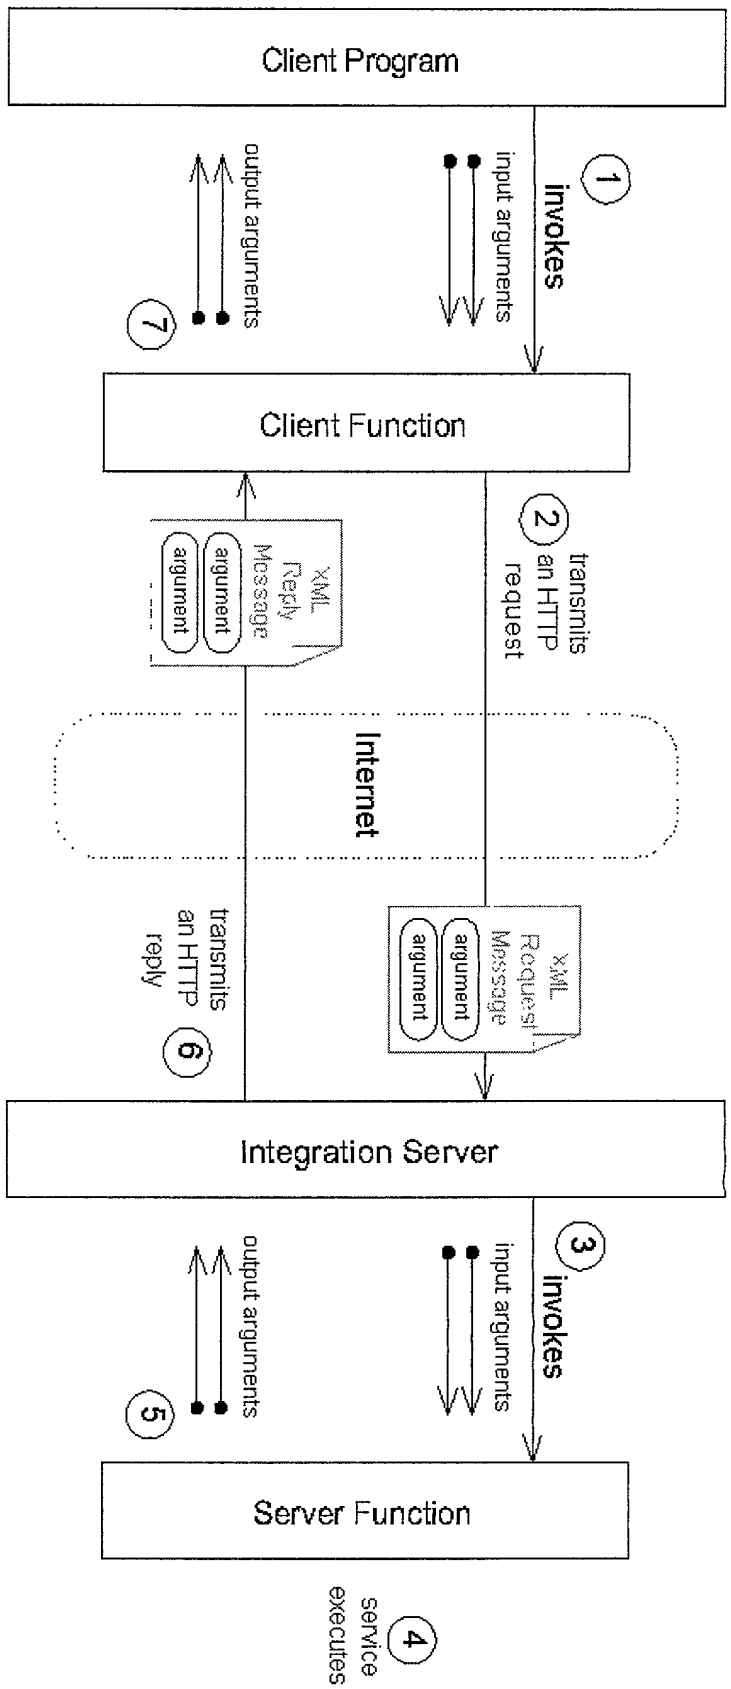 Client Program
1
invokes
input arguments
output arguments
7
Client Function
2
transmits
an HTTP
request
XML
Reply
Message
argument
argument
Internet
XML
Request
Message
argument
argument
transmits
an HTTP
reply
6
Integration Server
3
invokes
input arguments
output arguments
5
Server Function
4
service
executes